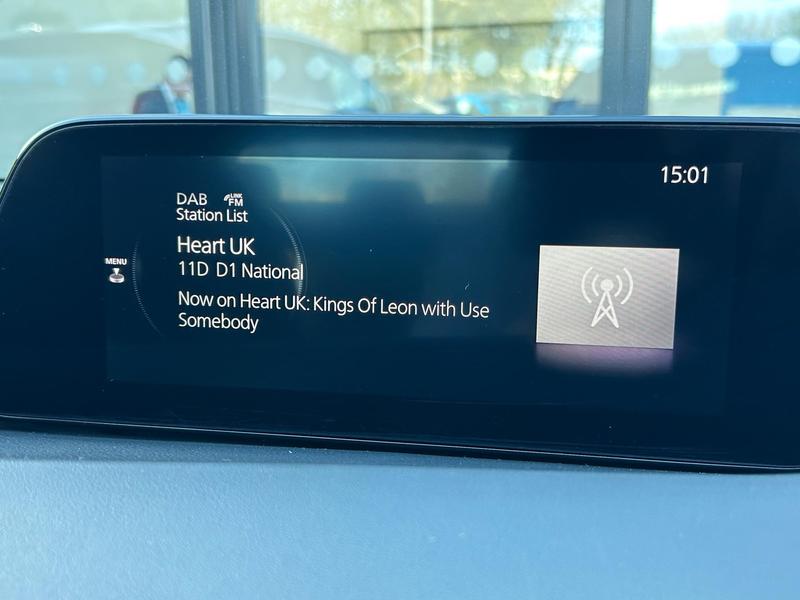 15:01
DAB LINK FM
Station List
Heart UK
MENU
11D D1 National
Now on Heart UK: Kings Of Leon with Use
Somebody